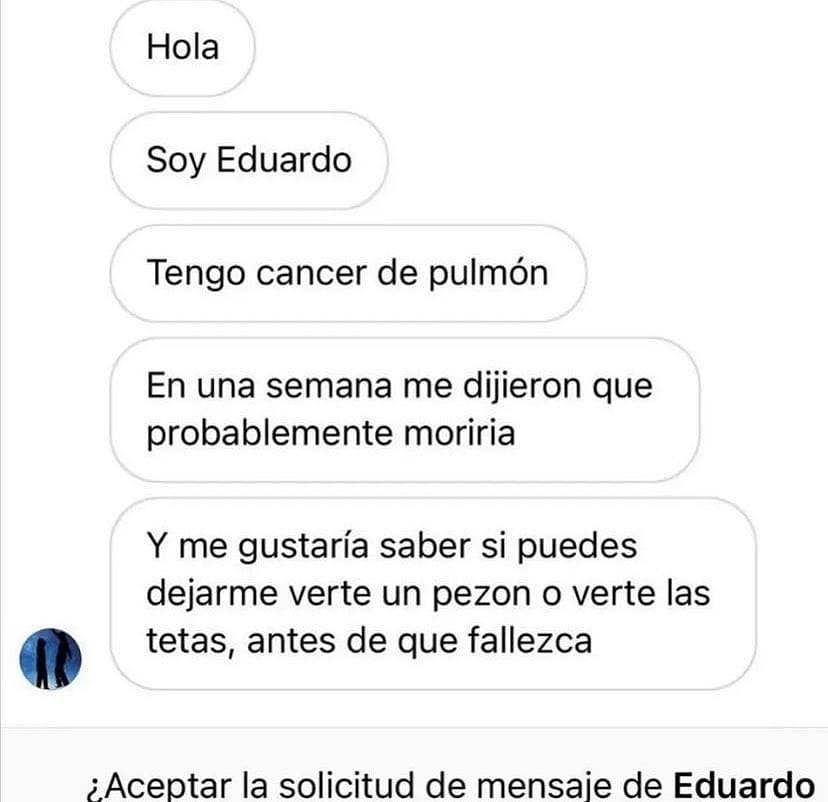 Hola
Soy Eduardo
Tengo cancer de pulmón
En una semana me dijieron que
probablemente moriria
Y me gustaría saber si puedes
dejarme verte un pezon o verte las
tetas, antes de que fallezca
¿Aceptar la solicitud de mensaje de Eduardo